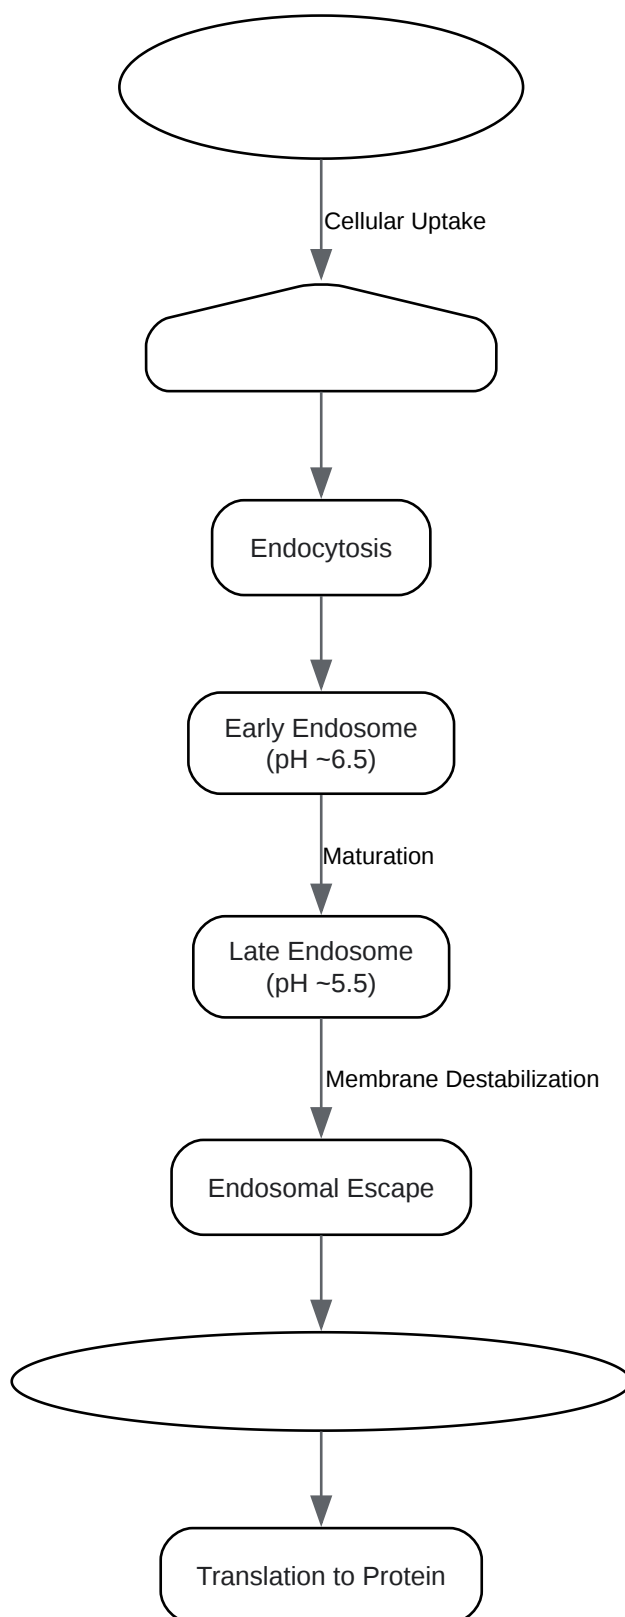 Cellular Uptake
Endocytosis
Early Endosome
(pH ~6.5)
Maturation
Late Endosome
(pH ~5.5)
Membrane Destabilization
Endosomal Escape
Translation to Protein